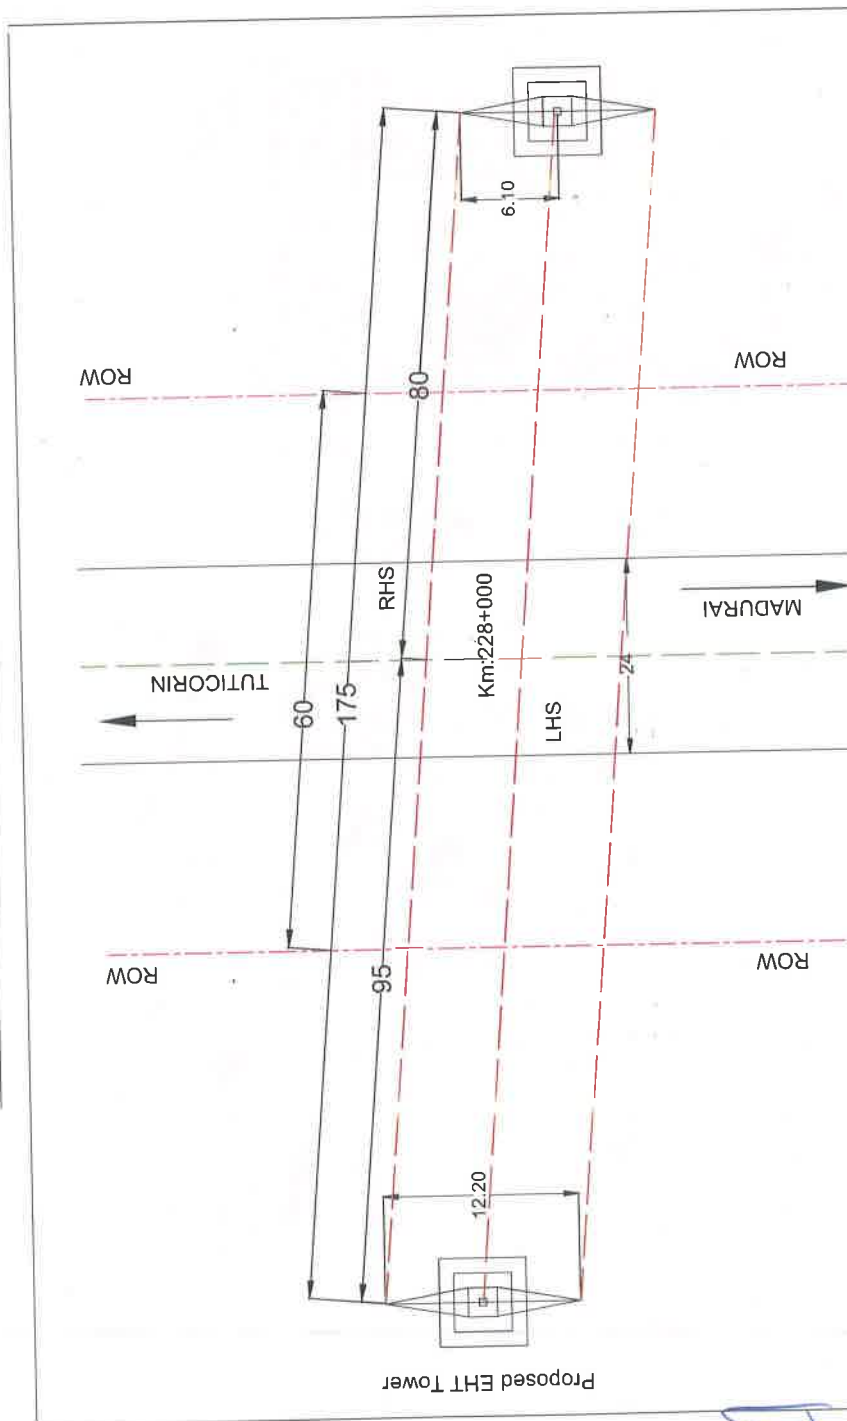 ROW
ROW
6.10
80
RHS
Km:228+000
MADURAI
TUTICORIN
60
175
24
LHS
ROW
ROW
95
12.20
Proposed EHT Tower